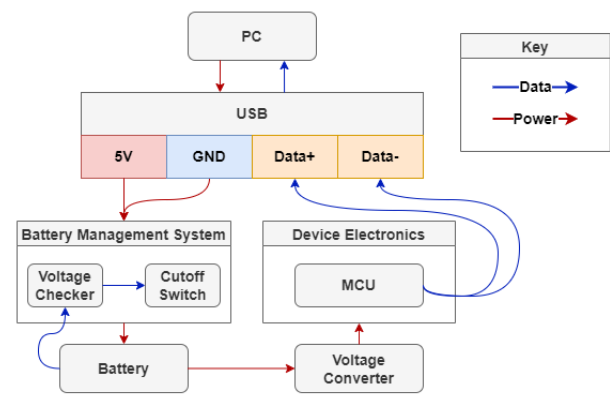 PC
Key
Data
Power
USB
5V
GND
Data+
Data-
Battery Management System
Voltage
Checker
Cutoff
Switch
Device Electronics
MCU
Battery
Voltage
Converter